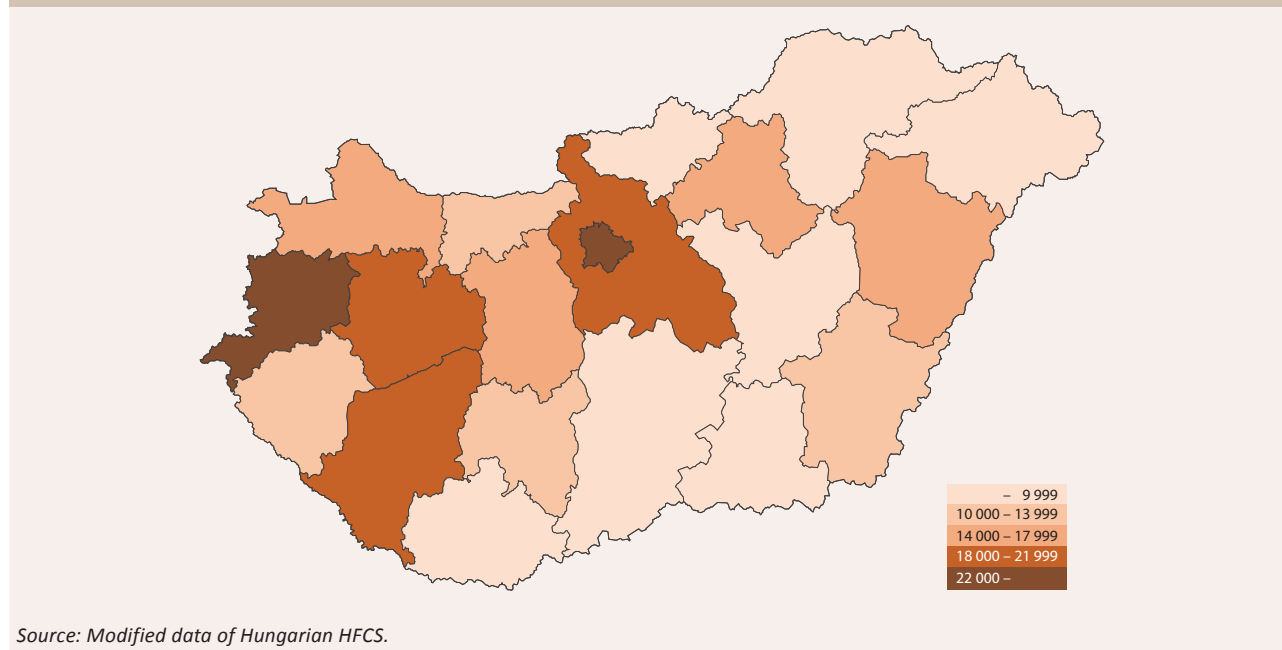 – 9 999
10 000 – 13 999
14 000 – 17 999
18 000 – 21 999
22 000 –
Source: Modified data of Hungarian HFCS.